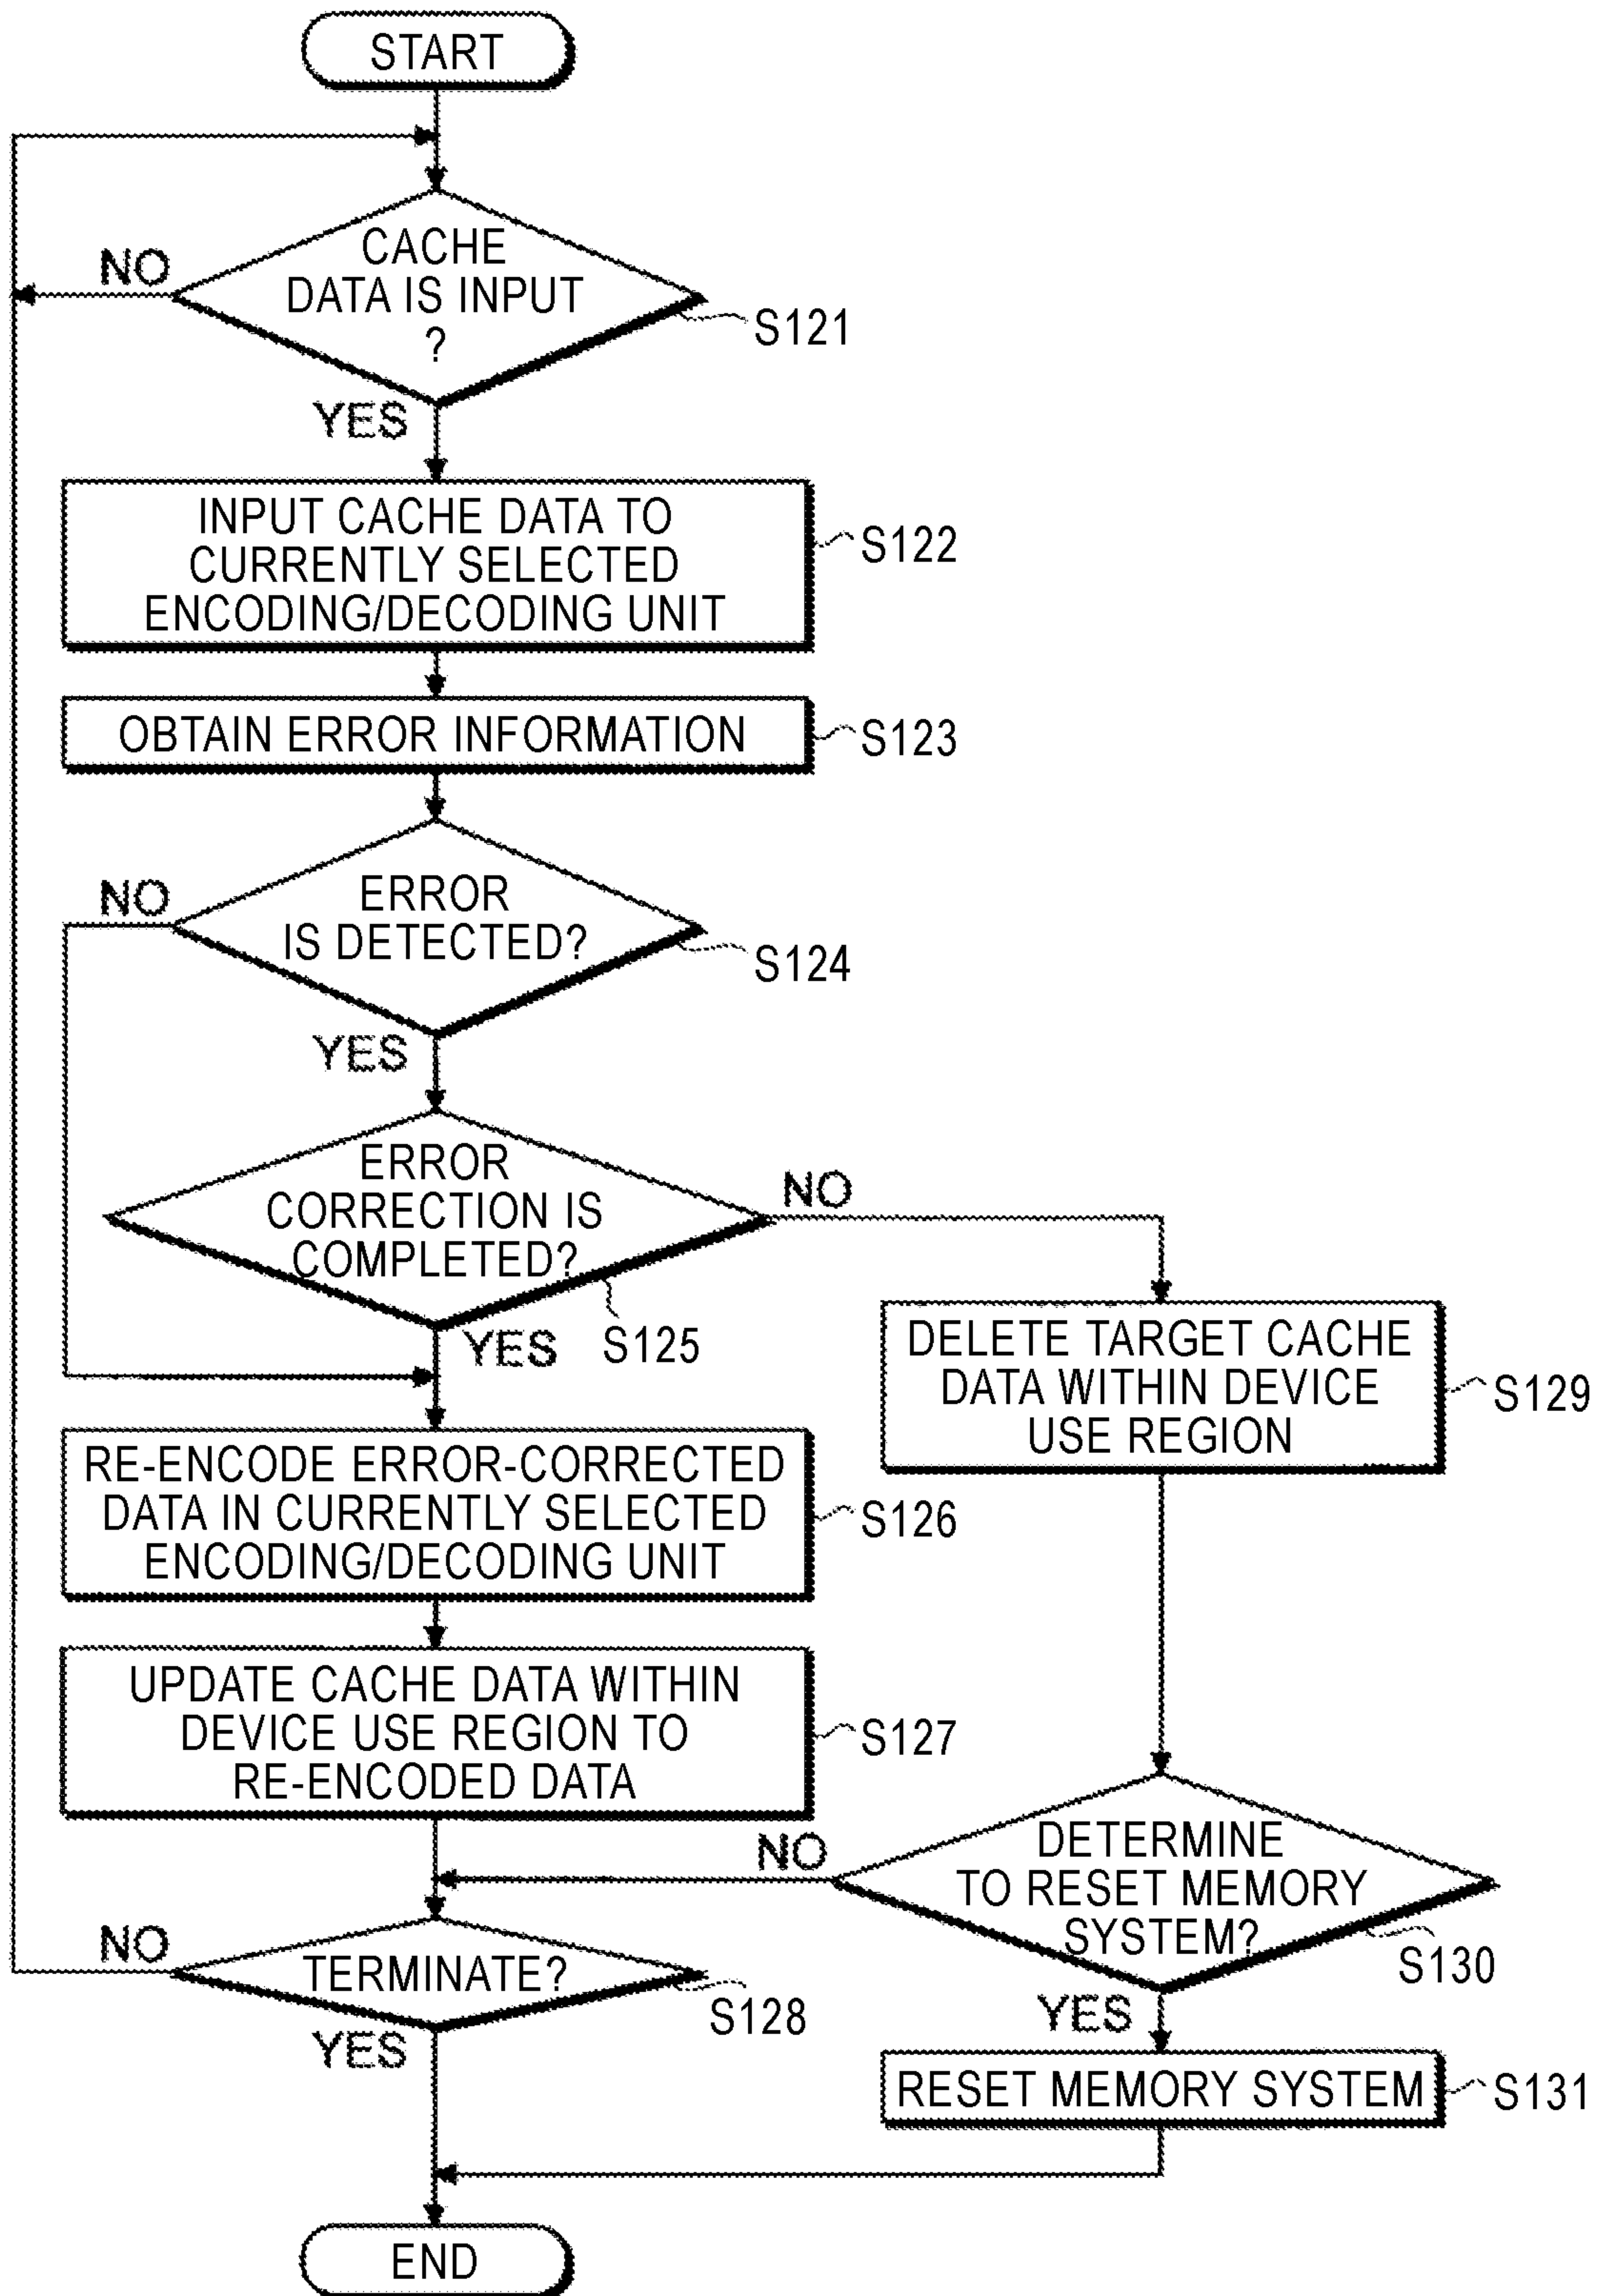 START
CACHE
DATA IS INPUT
?
NO
S121
YES
INPUT CACHE DATA TO
CURRENTLY SELECTED
ENCODING/DECODING UNIT
S122
OBTAIN ERROR INFORMATION
S123
ERROR
IS DETECTED?
NO
S124
YES
ERROR
CORRECTION IS
COMPLETED?
NO
S125
YES
DELETE TARGET CACHE
DATA WITHIN DEVICE
USE REGION
S129
RE-ENCODE ERROR-CORRECTED
DATA IN CURRENTLY SELECTED
ENCODING/DECODING UNIT
S126
UPDATE CACHE DATA WITHIN
DEVICE USE REGION TO
RE-ENCODED DATA
S127
DETERMINE
TO RESET MEMORY
SYSTEM?
NO
S130
YES
TERMINATE?
NO
S128
YES
RESET MEMORY SYSTEM
S131
END